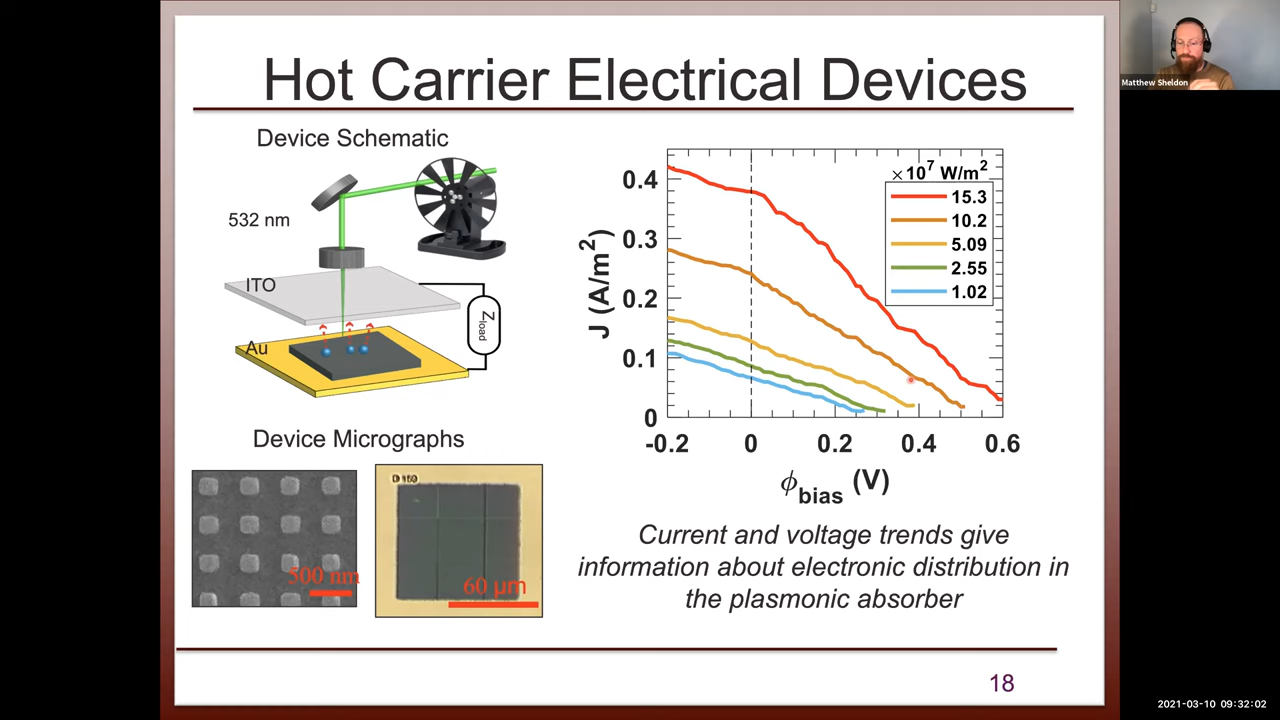 Hot Carrier Electrical Devices
Matthew Sheldon
Device Schematic
532 nm
ITO
Zload
Au
Device Micrographs
500 nm
D 160
60 µm
×10⁷ W/m²
15.3
10.2
5.09
2.55
1.02
J (A/m²)
0.4
0.3
0.2
0.1
0
-0.2 0 0.2 0.4 0.6
ϕbias (V)
Current and voltage trends give
information about electronic distribution in
the plasmonic absorber
18
2021-03-10 09:32:02